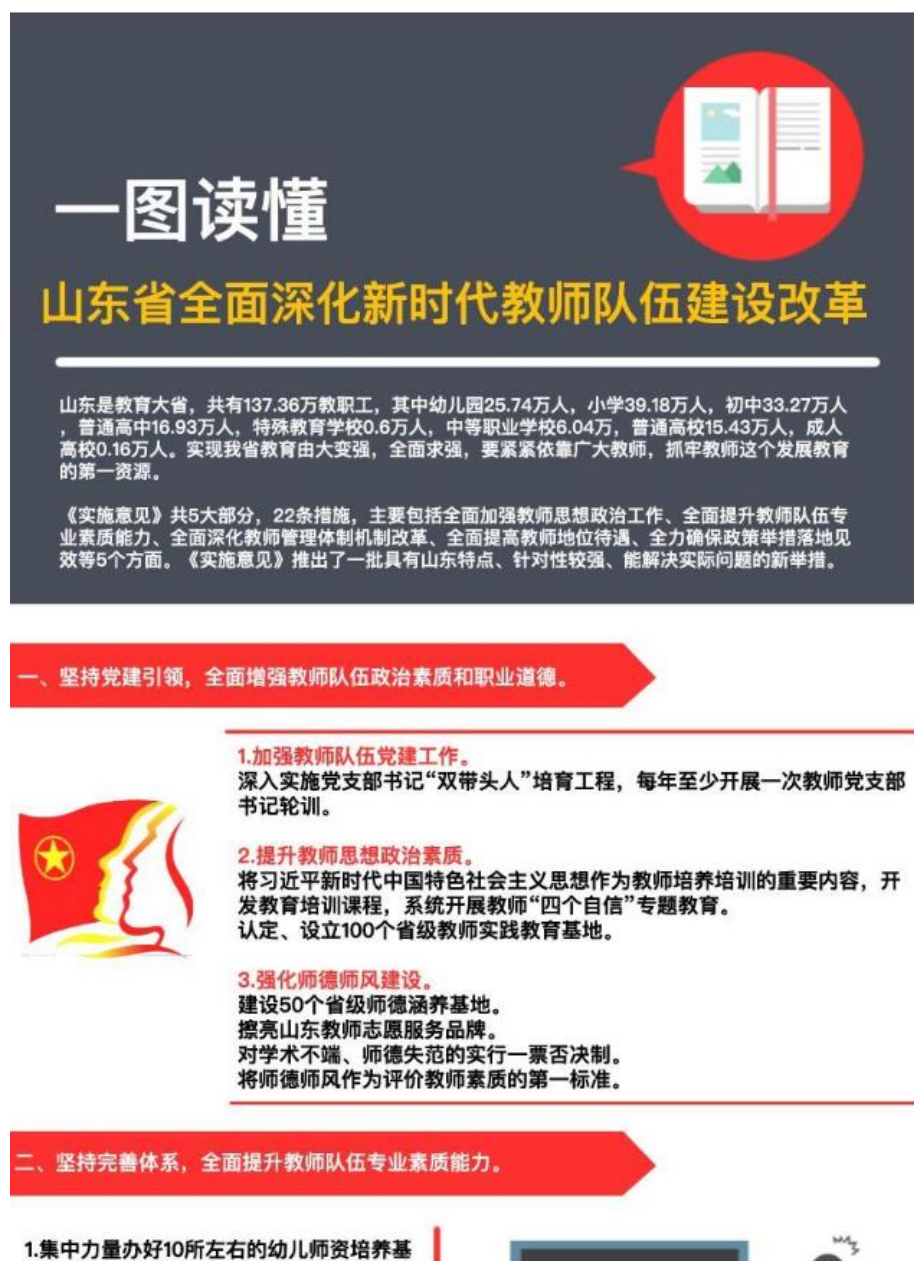 一图读懂
山东省全面深化新时代教师队伍建设改革
山东是教育大省，共有137.36万教职工，其中幼儿园25.74万人，小学39.18万人，初中33.27万人
，普通高中16.93万人，特殊教育学校0.6万人，中等职业学校6.04万，普通高校15.43万人，成人
高校0.16万人。实现我省教育由大变强，全面求强，要紧紧依靠广大教师，抓牢教师这个发展教育
的第一资源。
《实施意见》共5大部分，22条措施，主要包括全面加强教师思想政治工作、全面提升教师队伍专
业素质能力、全面深化教师管理体制机制改革、全面提高教师地位待遇、全力确保政策举措落地见
效等5个方面。《实施意见》推出了一批具有山东特点、针对性较强、能解决实际问题的新举措。
一、坚持党建引领，全面增强教师队伍政治素质和职业道德。
1.加强教师队伍党建工作。
深入实施党支部书记“双带头人”培育工程，每年至少开展一次教师党支部
书记轮训。
2.提升教师思想政治素质。
将习近平新时代中国特色社会主义思想作为教师培养培训的重要内容，开
发教育培训课程，系统开展教师“四个自信”专题教育。
认定、设立100个省级教师实践教育基地。
3.强化师德师风建设。
建设50个省级师德涵养基地。
擦亮山东教师志愿服务品牌。
对学术不端、师德失范的实行一票否决制。
将师德师风作为评价教师素质的第一标准。
二、坚持完善体系，全面提升教师队伍专业素质能力。
1.集中力量办好10所左右的幼儿师资培养基